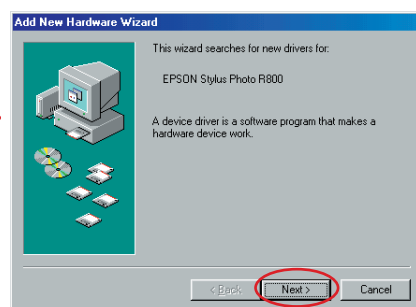 Add New Hardware Wizard
This wizard searches for new drivers for:
EPSON Stylus Photo R800
A device driver is a software program that makes a
hardware device work.
< Back
Next >
Cancel